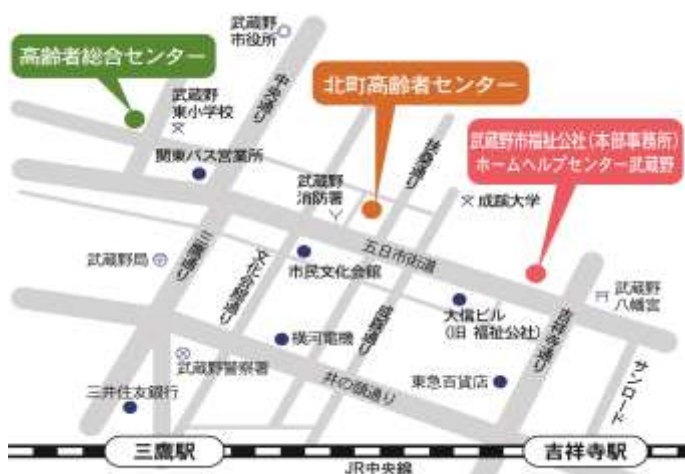 武蔵野
市役所
高齢者総合センター
中央通り
北町高齢者センター
武蔵野
東小学校
扶桑通り
武蔵野市福祉公社(本部事務所)
ホームヘルプセンター武蔵野
関東バス営業所
武蔵野
消防署
成蹊大学
五日市街道
武蔵野局
三鷹通り
文化会館通り
市民文化会館
武蔵野
八幡宮
大信ビル
(旧 福祉公社)
吉祥寺通り
横河電機
成蹊通り
武蔵野警察署
井の頭通り
東急百貨店
サンロード
三井住友銀行
三鷹駅
吉祥寺駅
JR中央線